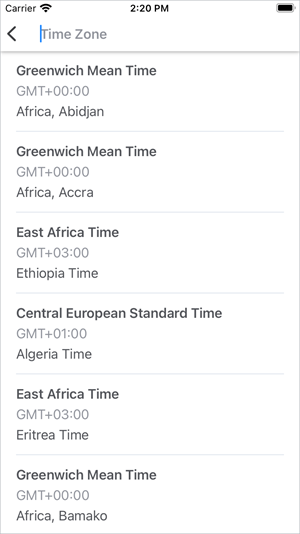 Carrier 2:20 PM
Time Zone
Greenwich Mean Time
GMT+00:00
Africa, Abidjan
Greenwich Mean Time
GMT+00:00
Africa, Accra
East Africa Time
GMT+03:00
Ethiopia Time
Central European Standard Time
GMT+01:00
Algeria Time
East Africa Time
GMT+03:00
Eritrea Time
Greenwich Mean Time
GMT+00:00
Africa, Bamako